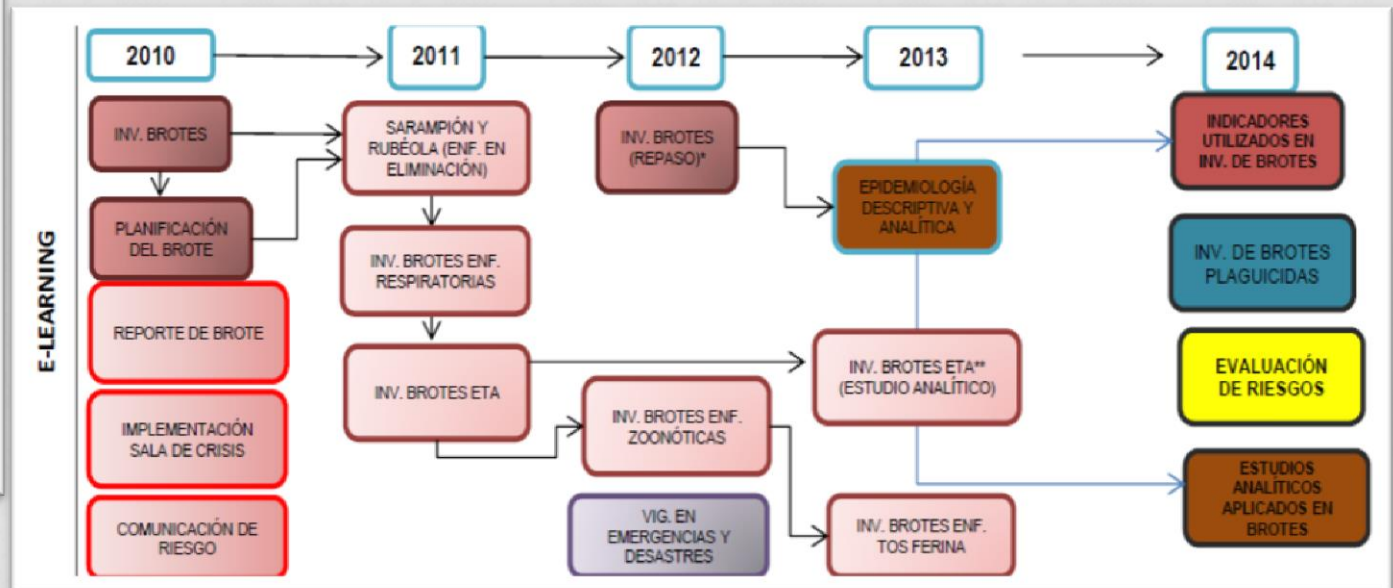 2010
2011
2012
2013
2014
E-LEARNING
INV. BROTES
PLANIFICACIÓN
DEL BROTE
REPORTE DE BROTE
IMPLEMENTACIÓN
SALA DE CRISIS
COMUNICACIÓN DE
RIESGO
SARAMPIÓN Y
RUBÉOLA (ENF. EN
ELIMINACIÓN)
INV. BROTES ENF.
RESPIRATORIAS
INV. BROTES ETA
INV. BROTES
(REPASO)*
INV. BROTES ENF.
ZOONÓTICAS
VIG. EN
EMERGENCIAS Y
DESASTRES
EPIDEMIOLOGÍA
DESCRIPTIVA Y
ANALÍTICA
INV. BROTES ETA**
(ESTUDIO ANALÍTICO)
INV. BROTES ENF.
TOS FERINA
INDICADORES
UTILIZADOS EN
INV. DE BROTES
INV. DE BROTES
PLAGUICIDAS
EVALUACIÓN
DE RIESGOS
ESTUDIOS
ANALÍTICOS
APLICADOS EN
BROTES